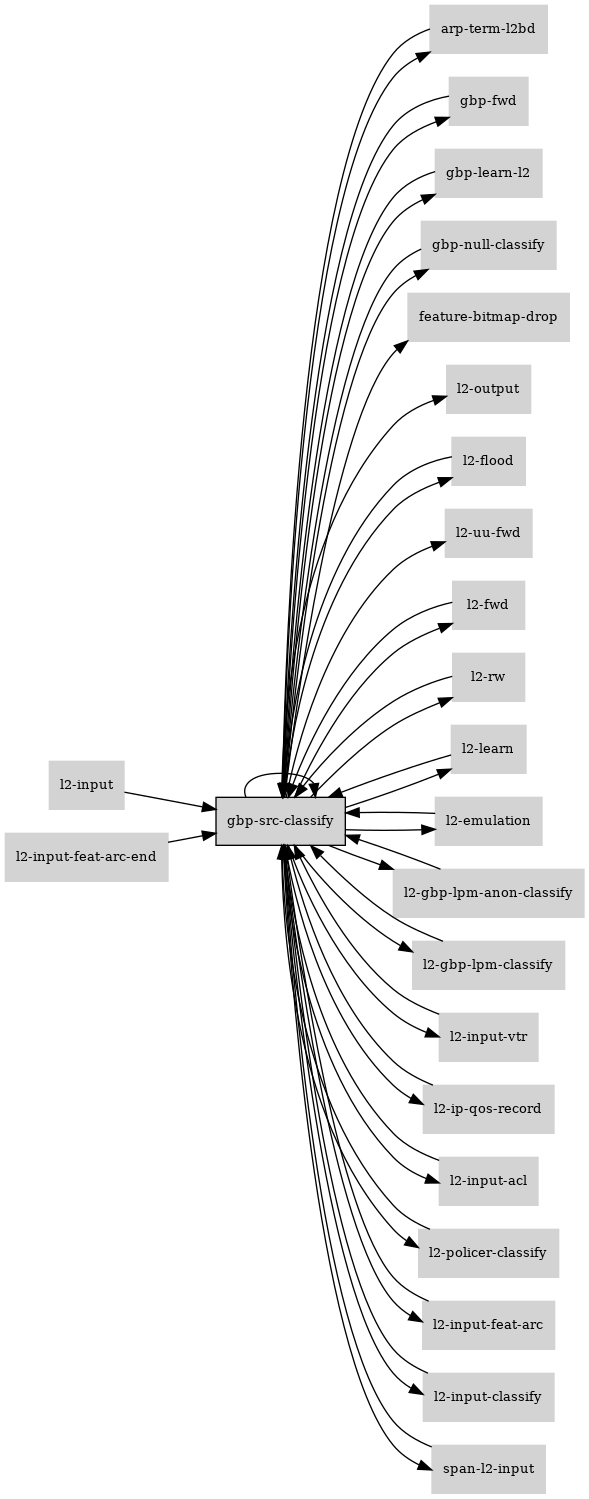 arp-term-l2bd
gbp-fwd
gbp-learn-l2
gbp-null-classify
feature-bitmap-drop
l2-output
l2-flood
l2-uu-fwd
l2-fwd
l2-rw
l2-learn
l2-input
gbp-src-classify
l2-emulation
l2-input-feat-arc-end
l2-gbp-lpm-anon-classify
l2-gbp-lpm-classify
l2-input-vtr
l2-ip-qos-record
l2-input-acl
l2-policer-classify
l2-input-feat-arc
l2-input-classify
span-l2-input